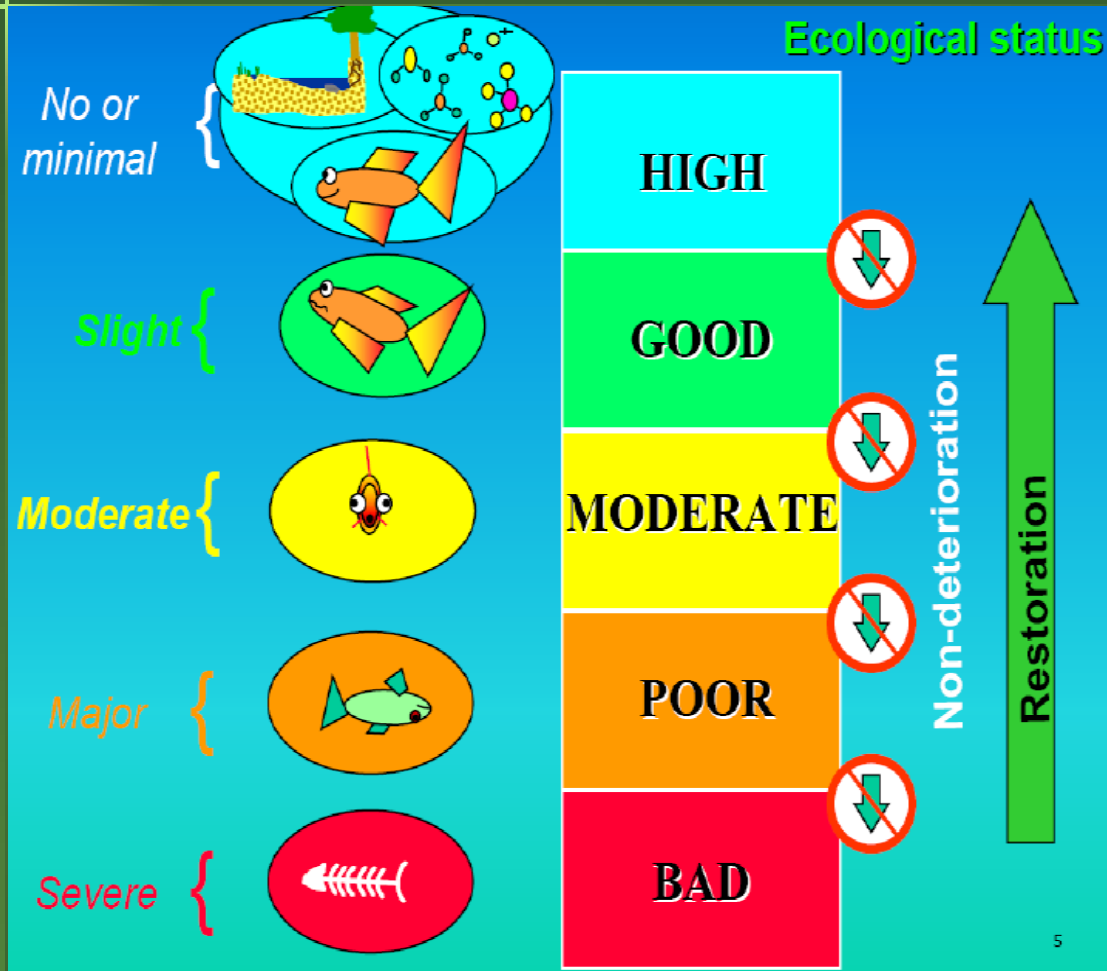 Ecological status
No or
minimal
HIGH
Slight
GOOD
Moderate
MODERATE
Major
POOR
Severe
BAD
Non-deterioration
Restoration
5